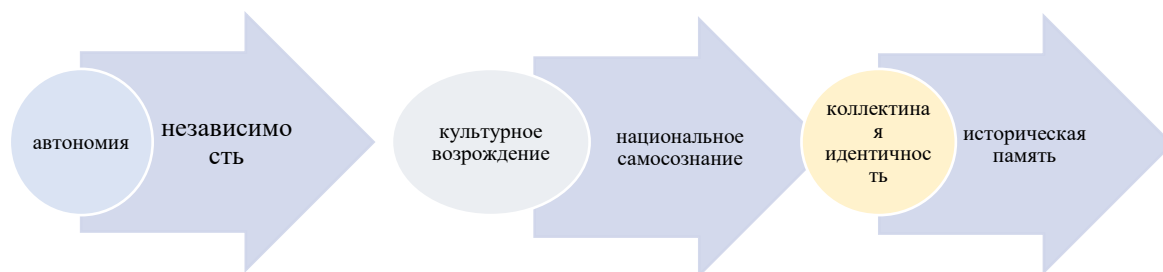 автономия
независимо
сть
культурное
возрождение
национальное
самосознание
коллектина
я
идентичнос
ть
историческая
память